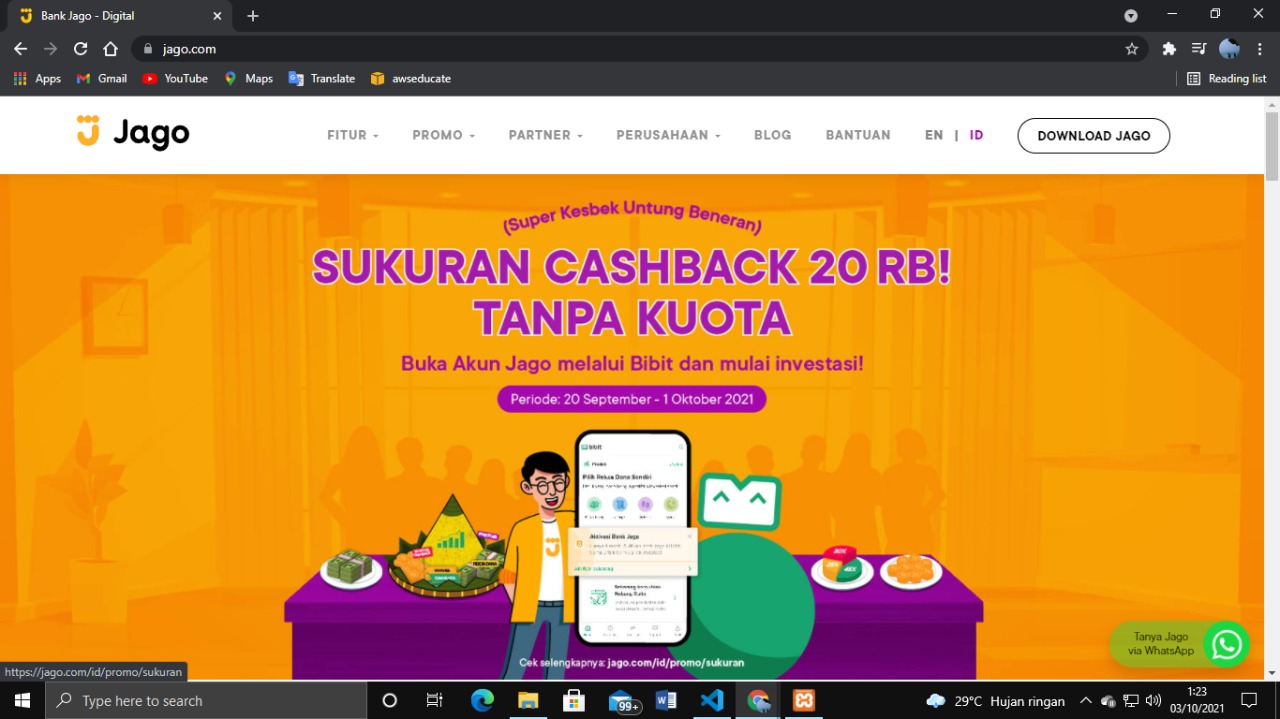 Bank Jago - Digital
jago.com
Apps
Gmail
YouTube
Maps
Translate
awseducate
Reading list
Jago
FITUR
PROMO
PARTNER
PERUSAHAAN
BLOG
BANTUAN
EN | ID
DOWNLOAD JAGO
(Super Kesbek Untung Beneran)
SUKURAN CASHBACK 20 RB!
TANPA KUOTA
Buka Akun Jago melalui Bibit dan mulai investasi!
Periode: 20 September - 1 Oktober 2021
bibit
Promo
Pilih Reksa Dana Sendiri
Aktivasi Bank Jago
Cek selengkapnya: jago.com/id/promo/sukuran
Tanya Jago
via WhatsApp
https://jago.com/id/promo/sukuran
Type here to search
99+
29°C Hujan ringan
1:23
03/10/2021